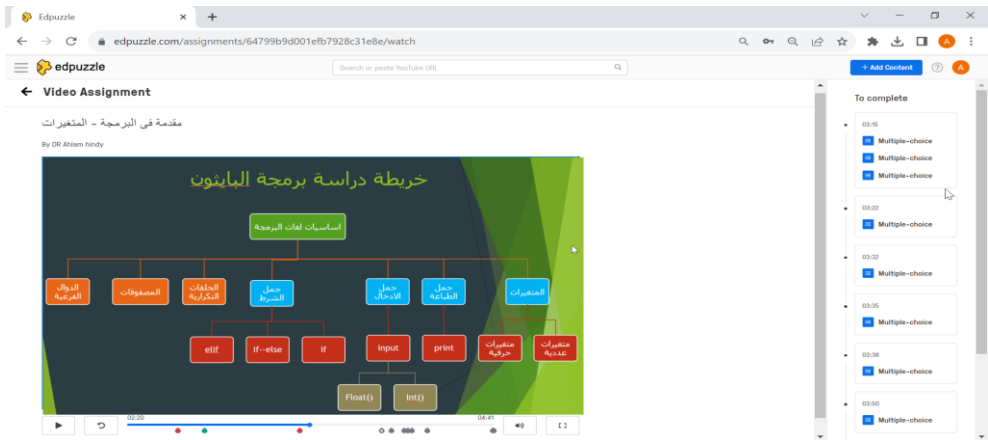 Edpuzzle
edpuzzle.com/assignments/64799b9d001efb7928c31e8e/watch
A
edpuzzle
Search or paste YouTube URL
+ Add Content
A
Video Assignment
مقدمة فى البرمجة - المتغيرات
By DR Ahlam hindy
خريطة دراسة برمجة البايثون
اساسيات لغات البرمجة
المتغيرات
جمل الطباعة
جمل الادخال
جمل الشرط
الحلقات التكرارية
المصفوفات
الدوال الفرعية
متغيرات عددية
متغيرات حرفية
print
input
If
If--else
elif
Float()
Int()
02:20
04:41
To complete
03:15
Multiple-choice
Multiple-choice
Multiple-choice
03:22
Multiple-choice
03:32
Multiple-choice
03:35
Multiple-choice
03:38
Multiple-choice
03:50
Multiple-choice